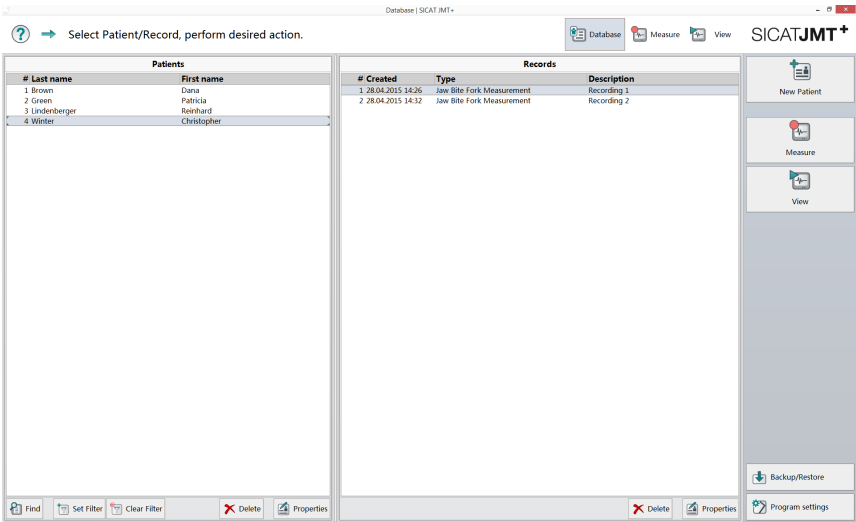 Database | SICAT JMT+
Select Patient/Record, perform desired action.
Database Measure View SICATJMT+
Patients
# Last name First name
1 Brown Dana
2 Green Patricia
3 Lindenberger Reinhard
4 Winter Christopher
Find Set Filter Clear Filter Delete Properties
Records
# Created Type Description
1 28.04.2015 14:26 Jaw Bite Fork Measurement Recording 1
2 28.04.2015 14:32 Jaw Bite Fork Measurement Recording 2
Delete Properties
New Patient
Measure
View
Backup/Restore
Program settings